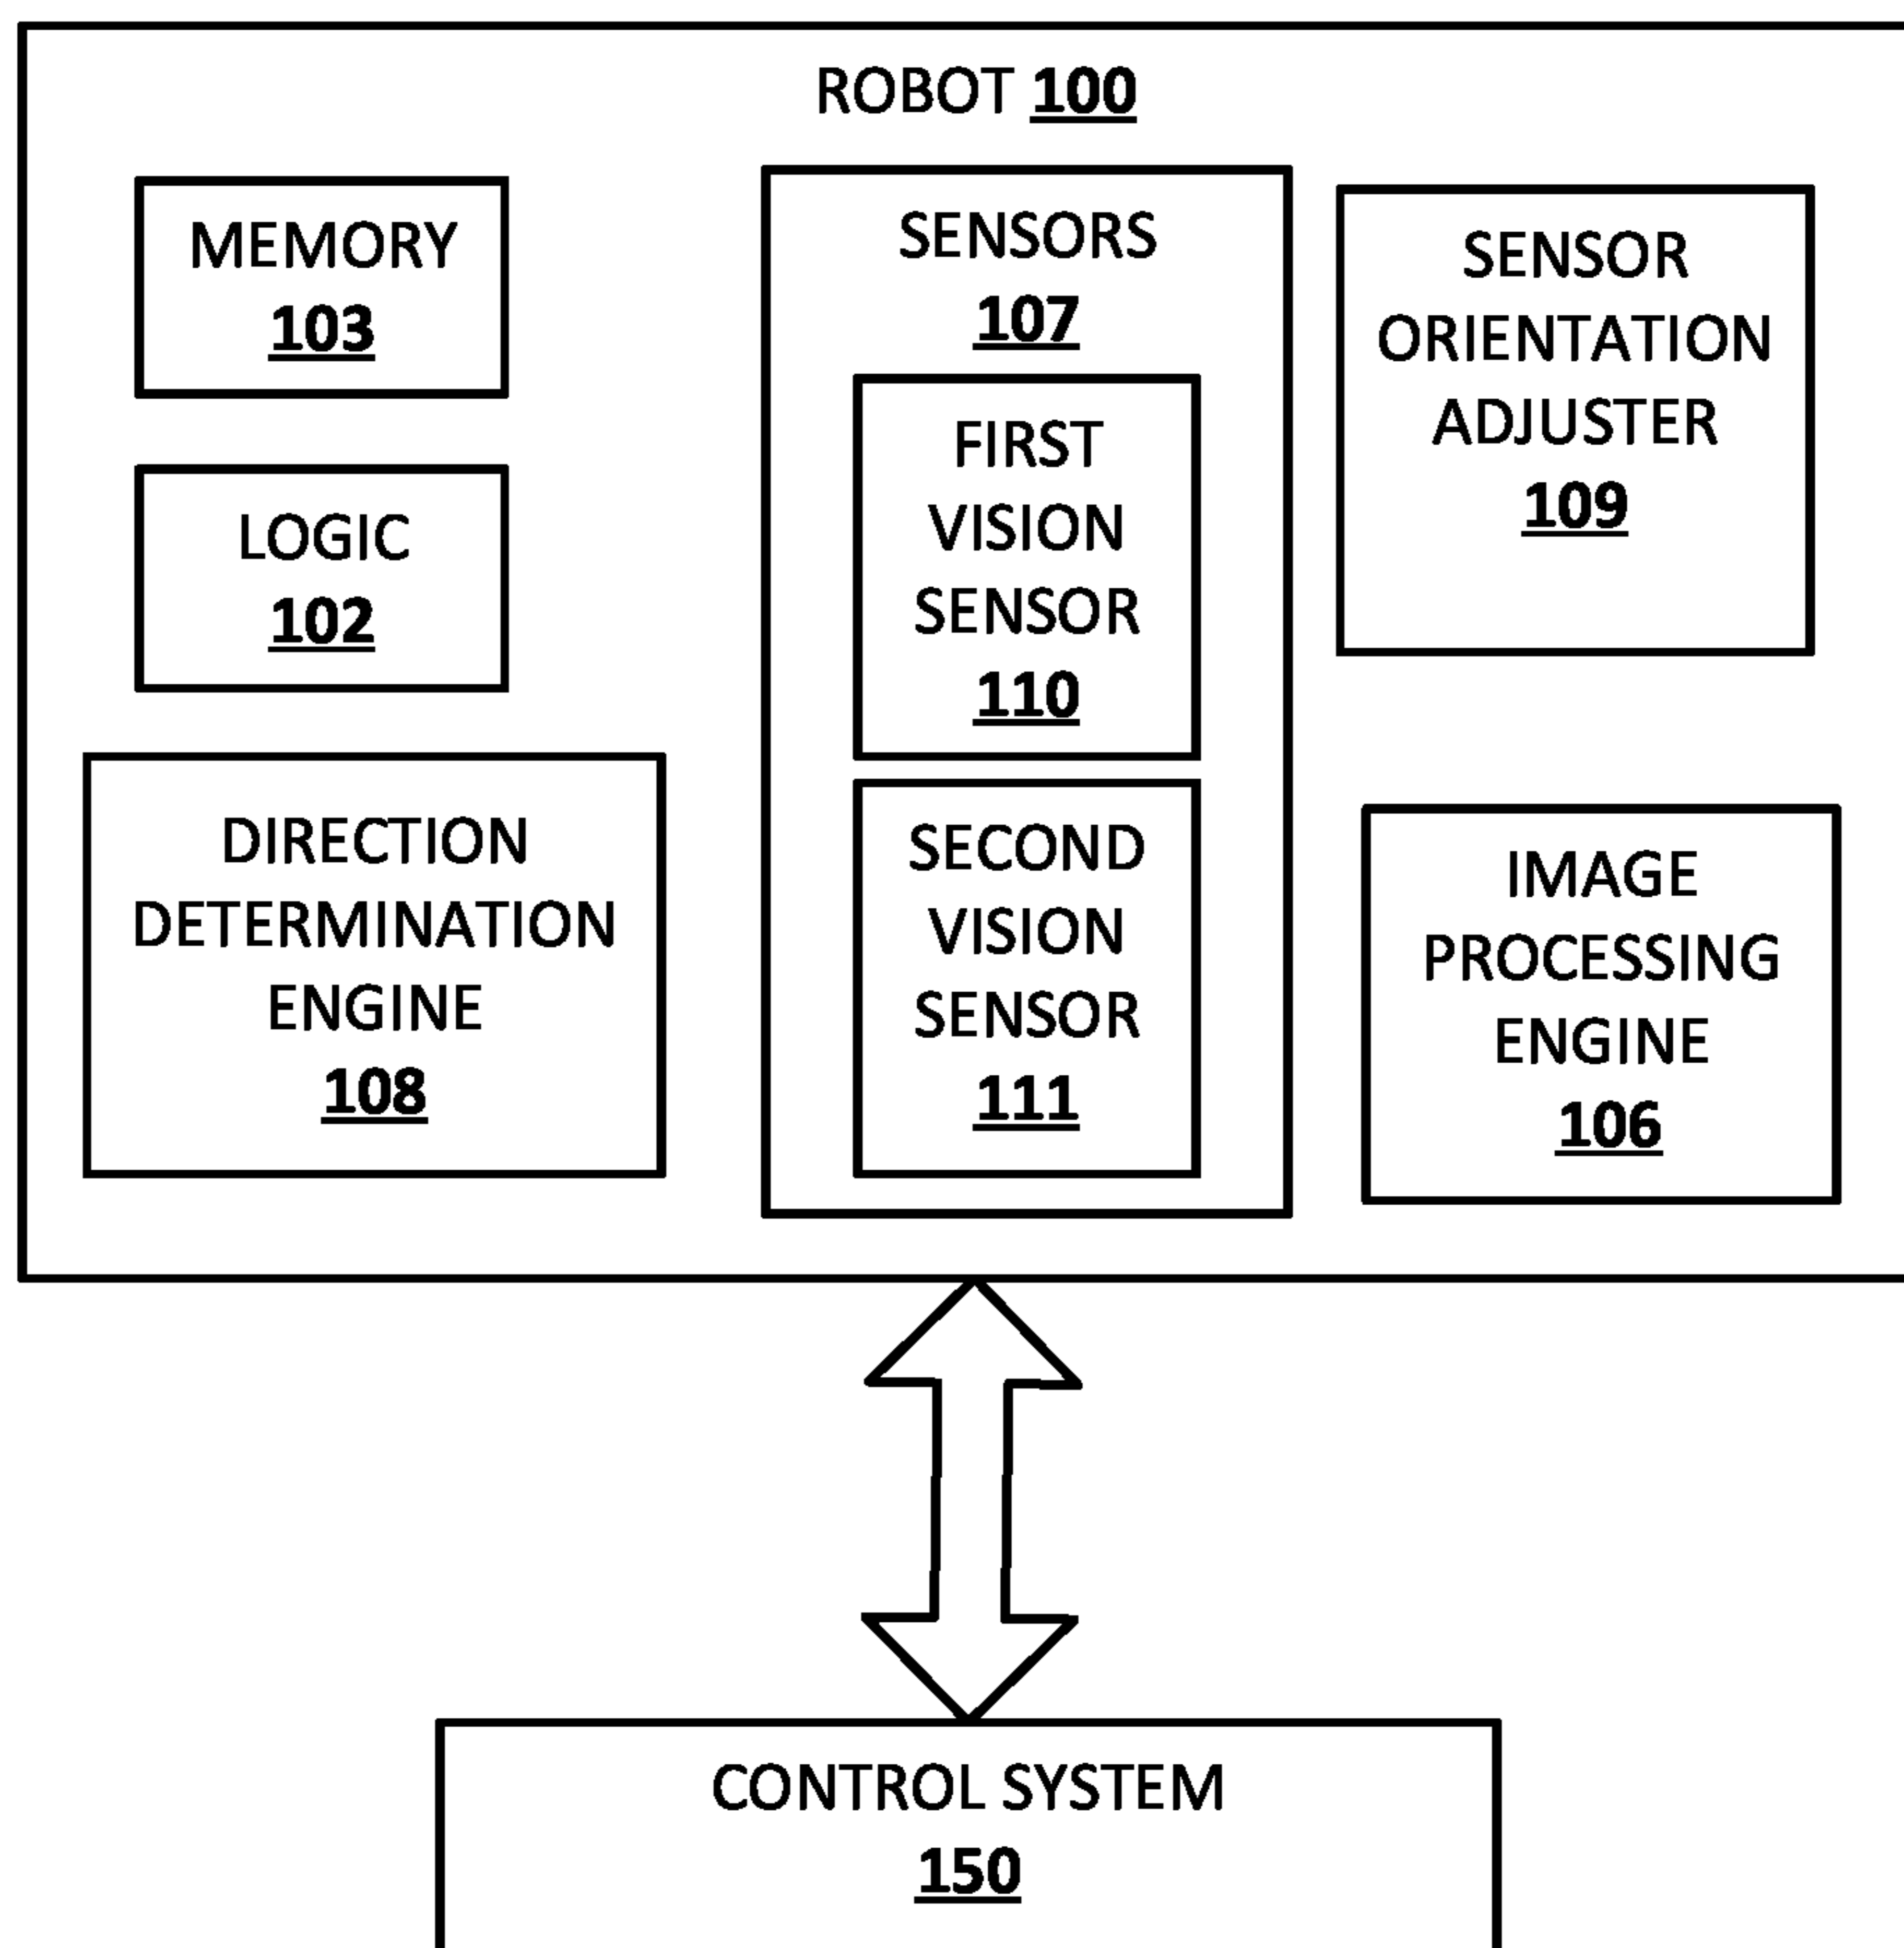 ROBOT 100
MEMORY
103
LOGIC
102
DIRECTION
DETERMINATION
ENGINE
108
SENSORS
107
FIRST
VISION
SENSOR
110
SECOND
VISION
SENSOR
111
SENSOR
ORIENTATION
ADJUSTER
109
IMAGE
PROCESSING
ENGINE
106
CONTROL SYSTEM
150